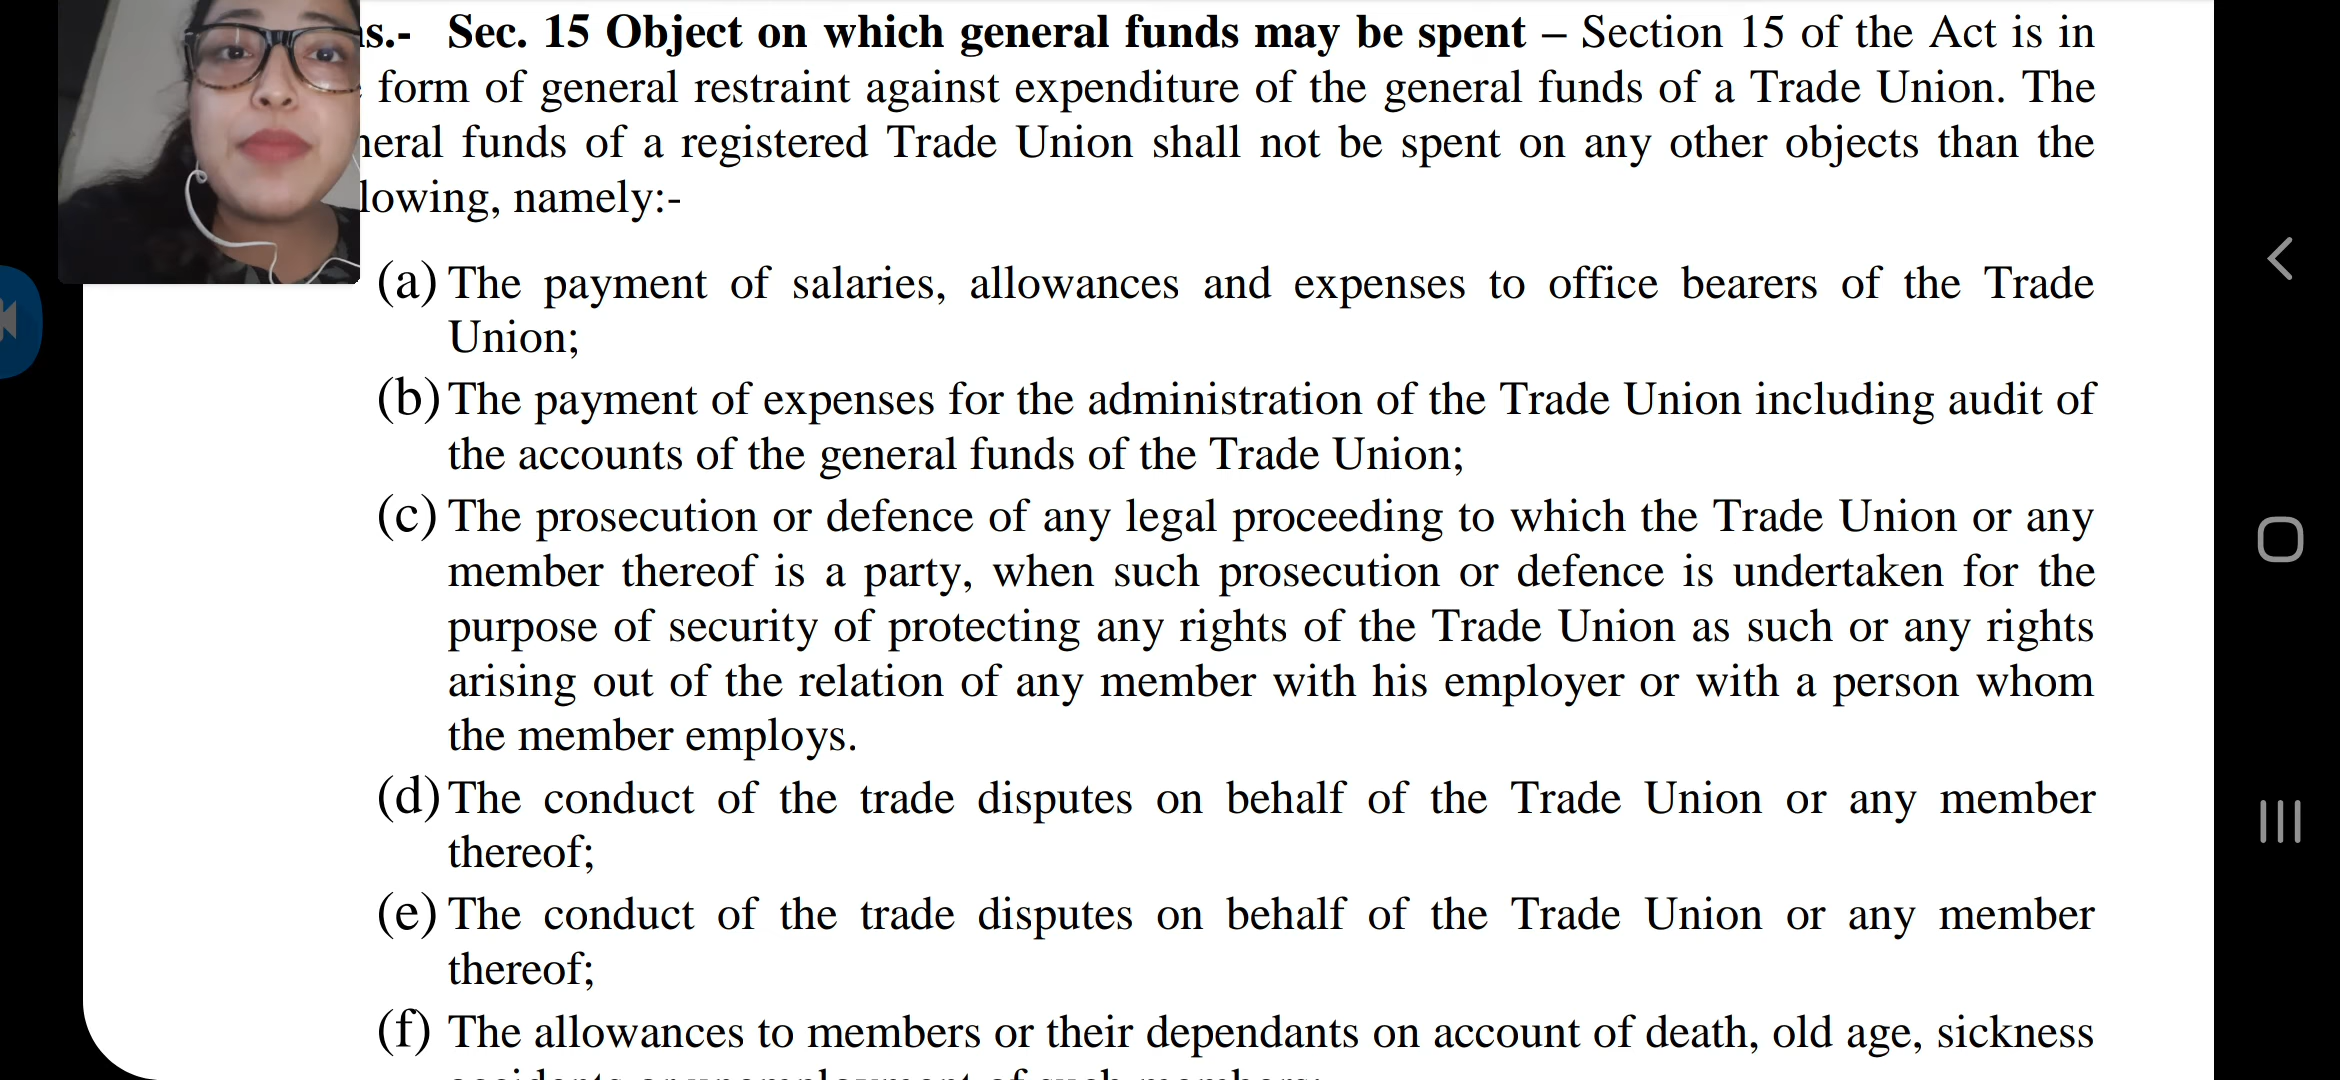 s.- Sec. 15 Object on which general funds may be spent – Section 15 of the Act is in
form of general restraint against expenditure of the general funds of a Trade Union. The
neral funds of a registered Trade Union shall not be spent on any other objects than the
lowing, namely:-
(a) The payment of salaries, allowances and expenses to office bearers of the Trade
Union;
(b) The payment of expenses for the administration of the Trade Union including audit of
the accounts of the general funds of the Trade Union;
(c) The prosecution or defence of any legal proceeding to which the Trade Union or any
member thereof is a party, when such prosecution or defence is undertaken for the
purpose of security of protecting any rights of the Trade Union as such or any rights
arising out of the relation of any member with his employer or with a person whom
the member employs.
(d) The conduct of the trade disputes on behalf of the Trade Union or any member
thereof;
(e) The conduct of the trade disputes on behalf of the Trade Union or any member
thereof;
(f) The allowances to members or their dependants on account of death, old age, sickness